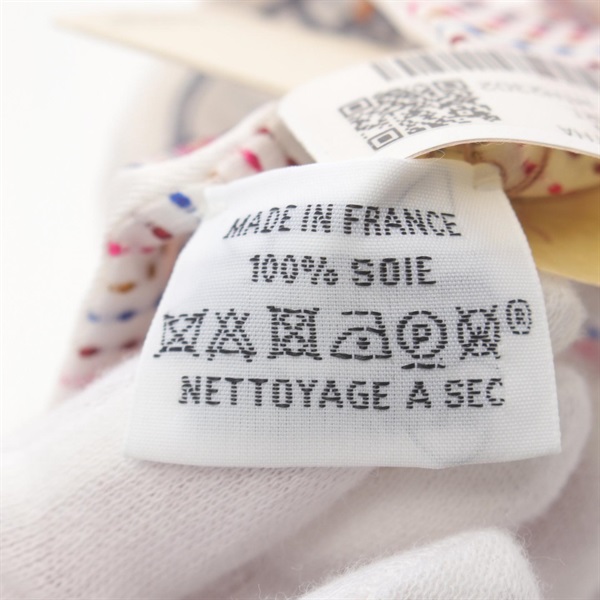 MADE IN FRANCE
100% SOIE
P W ®
NETTOYAGE A SEC